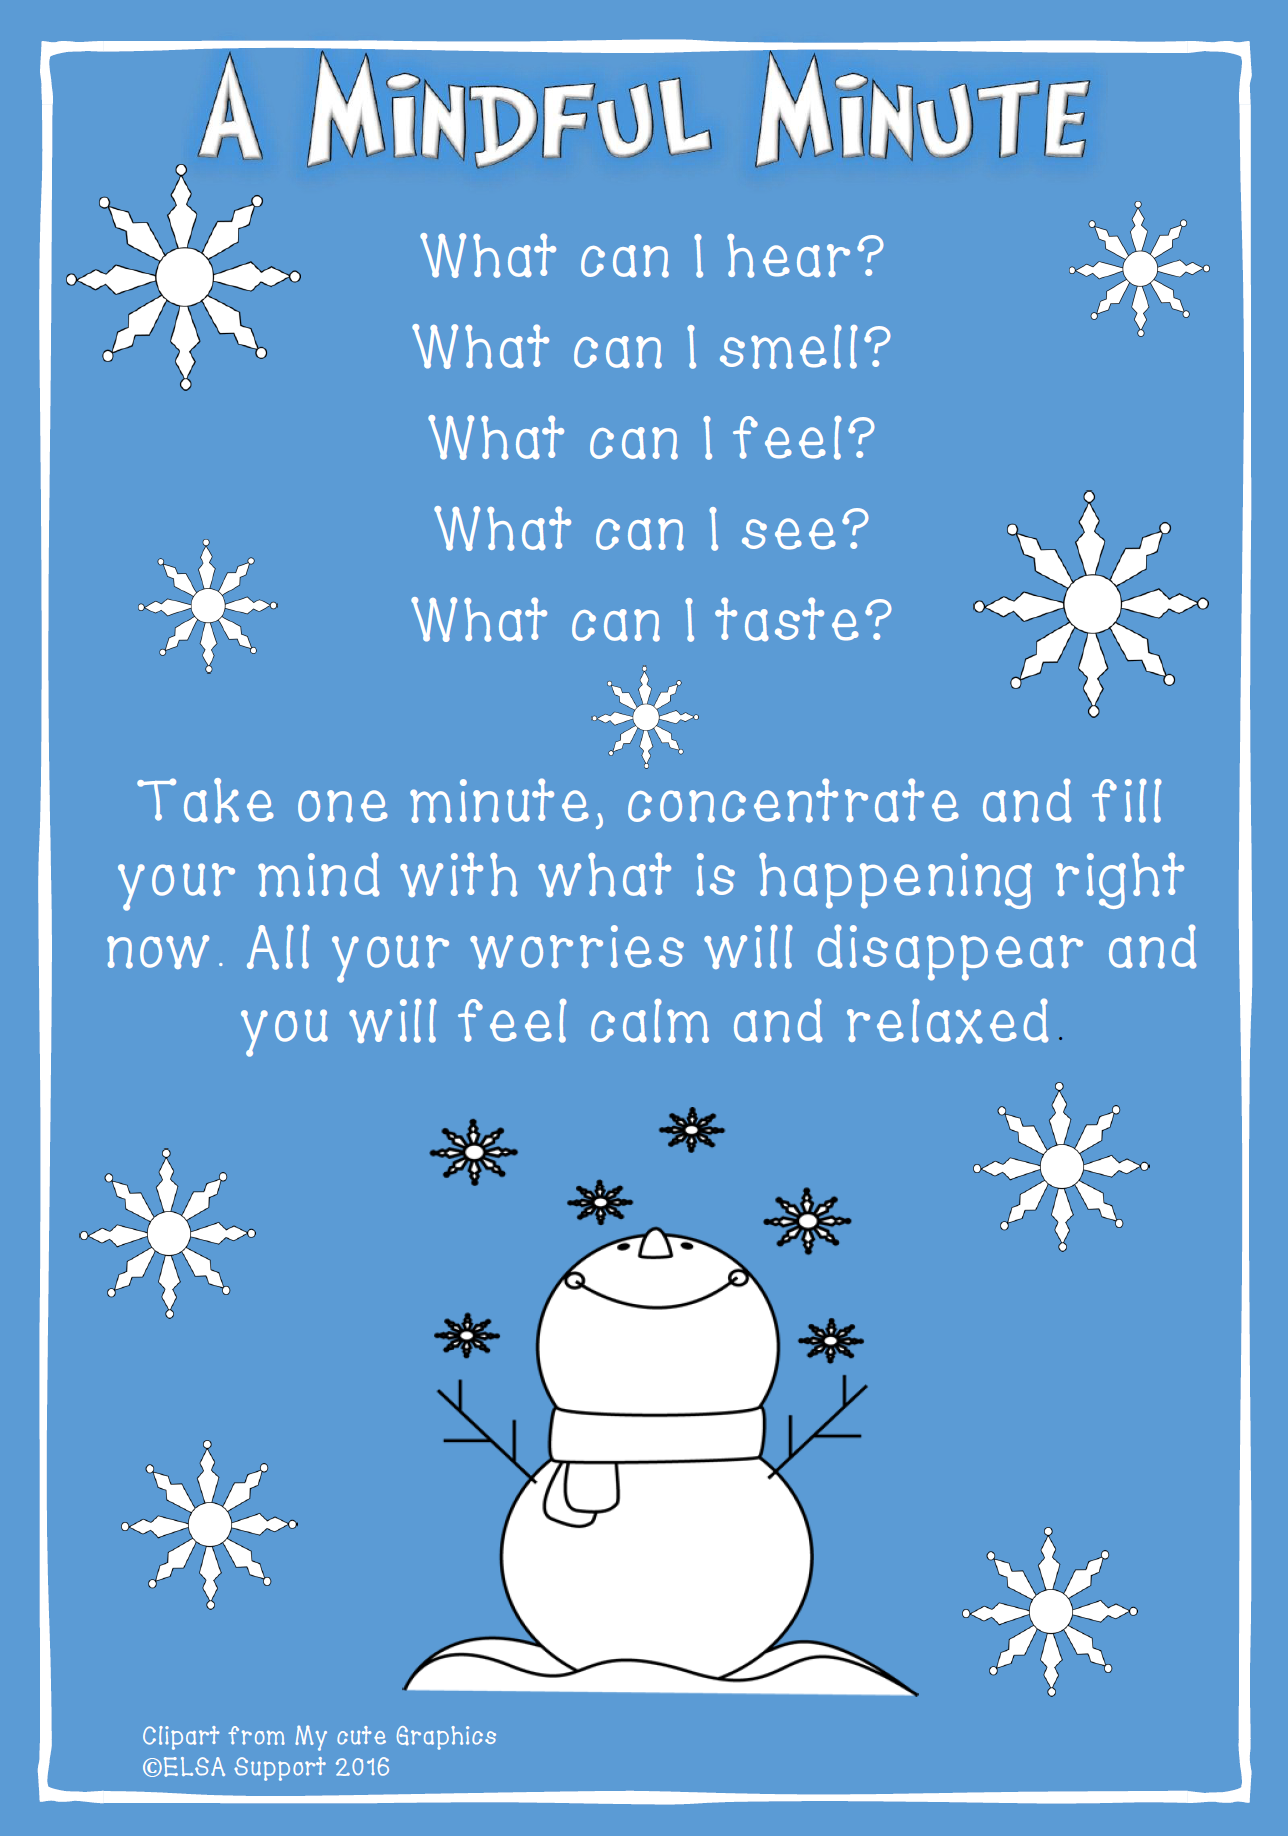 A MINDFUL MINUTE
What can I hear?
What can I smell?
What can I feel?
What can I see?
What can I taste?
Take one minute, concentrate and fill
your mind with what is happening right
now. All your worries will disappear and
you will feel calm and relaxed.
Clipart from My cute Graphics
©ELSA Support 2016